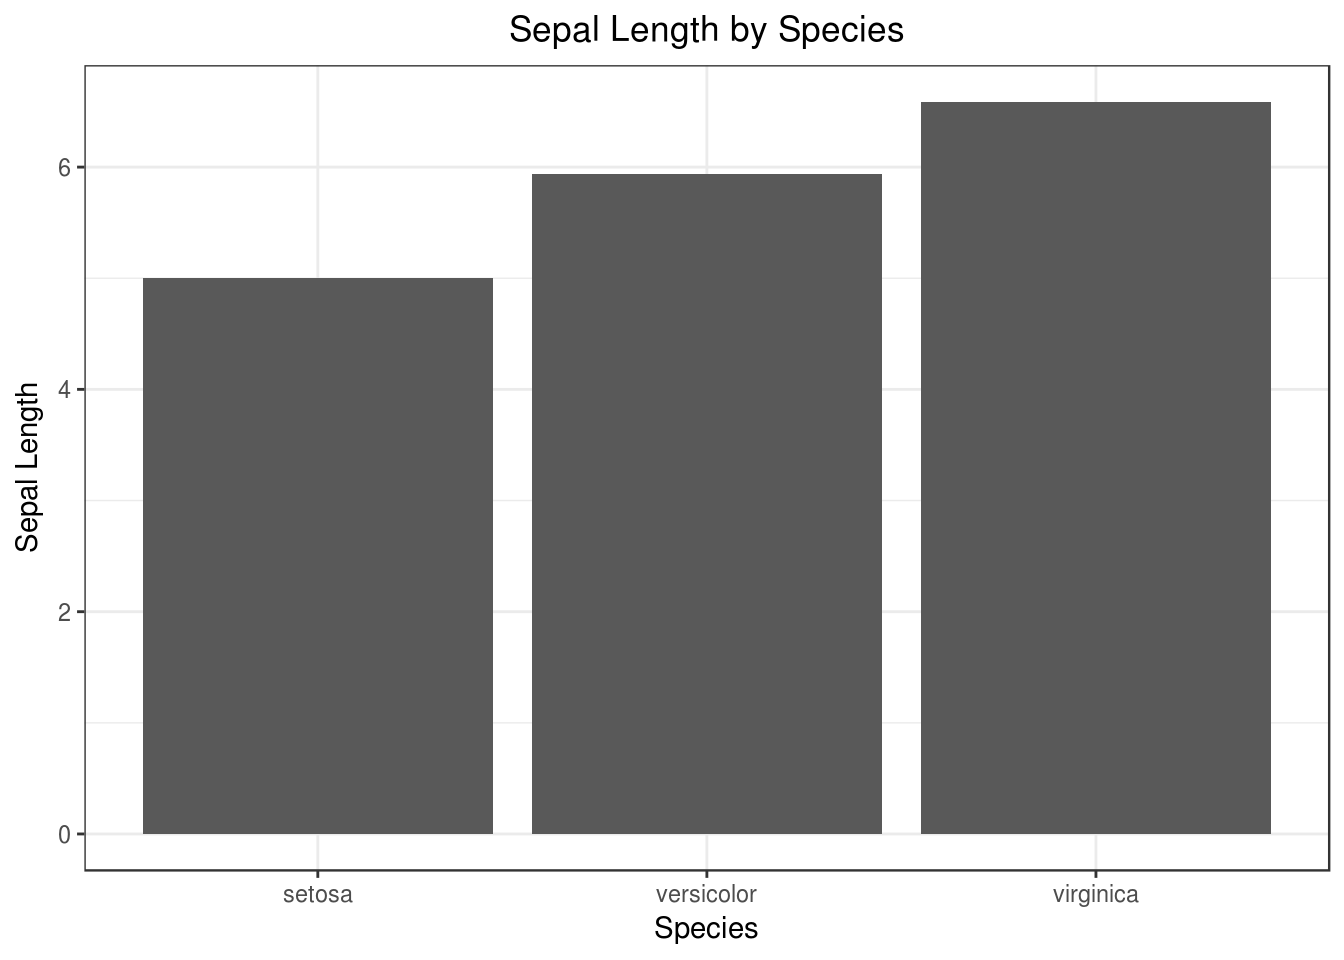 Sepal Length by Species
Sepal Length
6
4
2
0
setosa versicolor virginica
Species